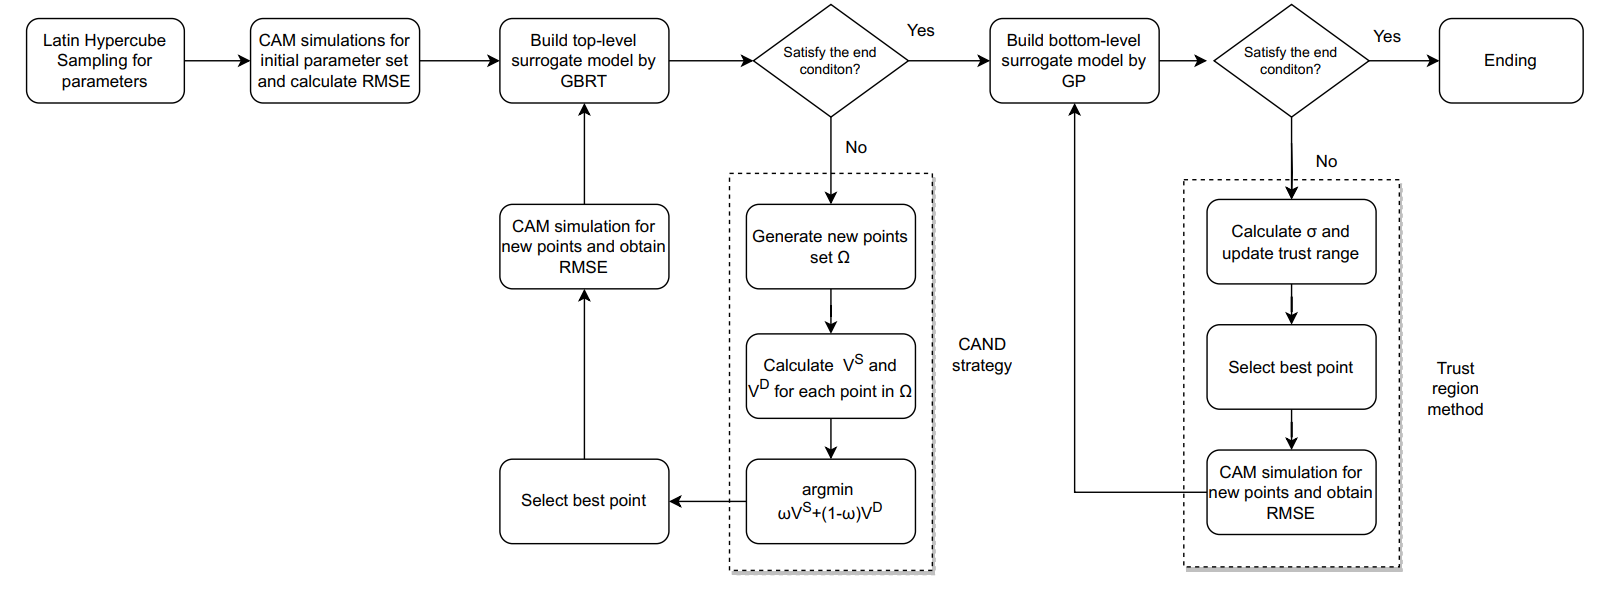 Latin Hypercube
Sampling for
parameters
CAM simulations for
initial parameter set
and calculate RMSE
Build top-level
surrogate model by
GBRT
Satisfy the end
conditon?
Yes
Build bottom-level
surrogate model by
GP
Satisfy the end
conditon?
Yes
Ending
No
No
CAM simulation for
new points and obtain
RMSE
Generate new points
set Ω
Calculate σ and
update trust range
Calculate V^S and
V^D for each point in Ω
CAND
strategy
Select best point
Trust
region
method
Select best point
argmin
ωV^S+(1-ω)V^D
CAM simulation for
new points and obtain
RMSE